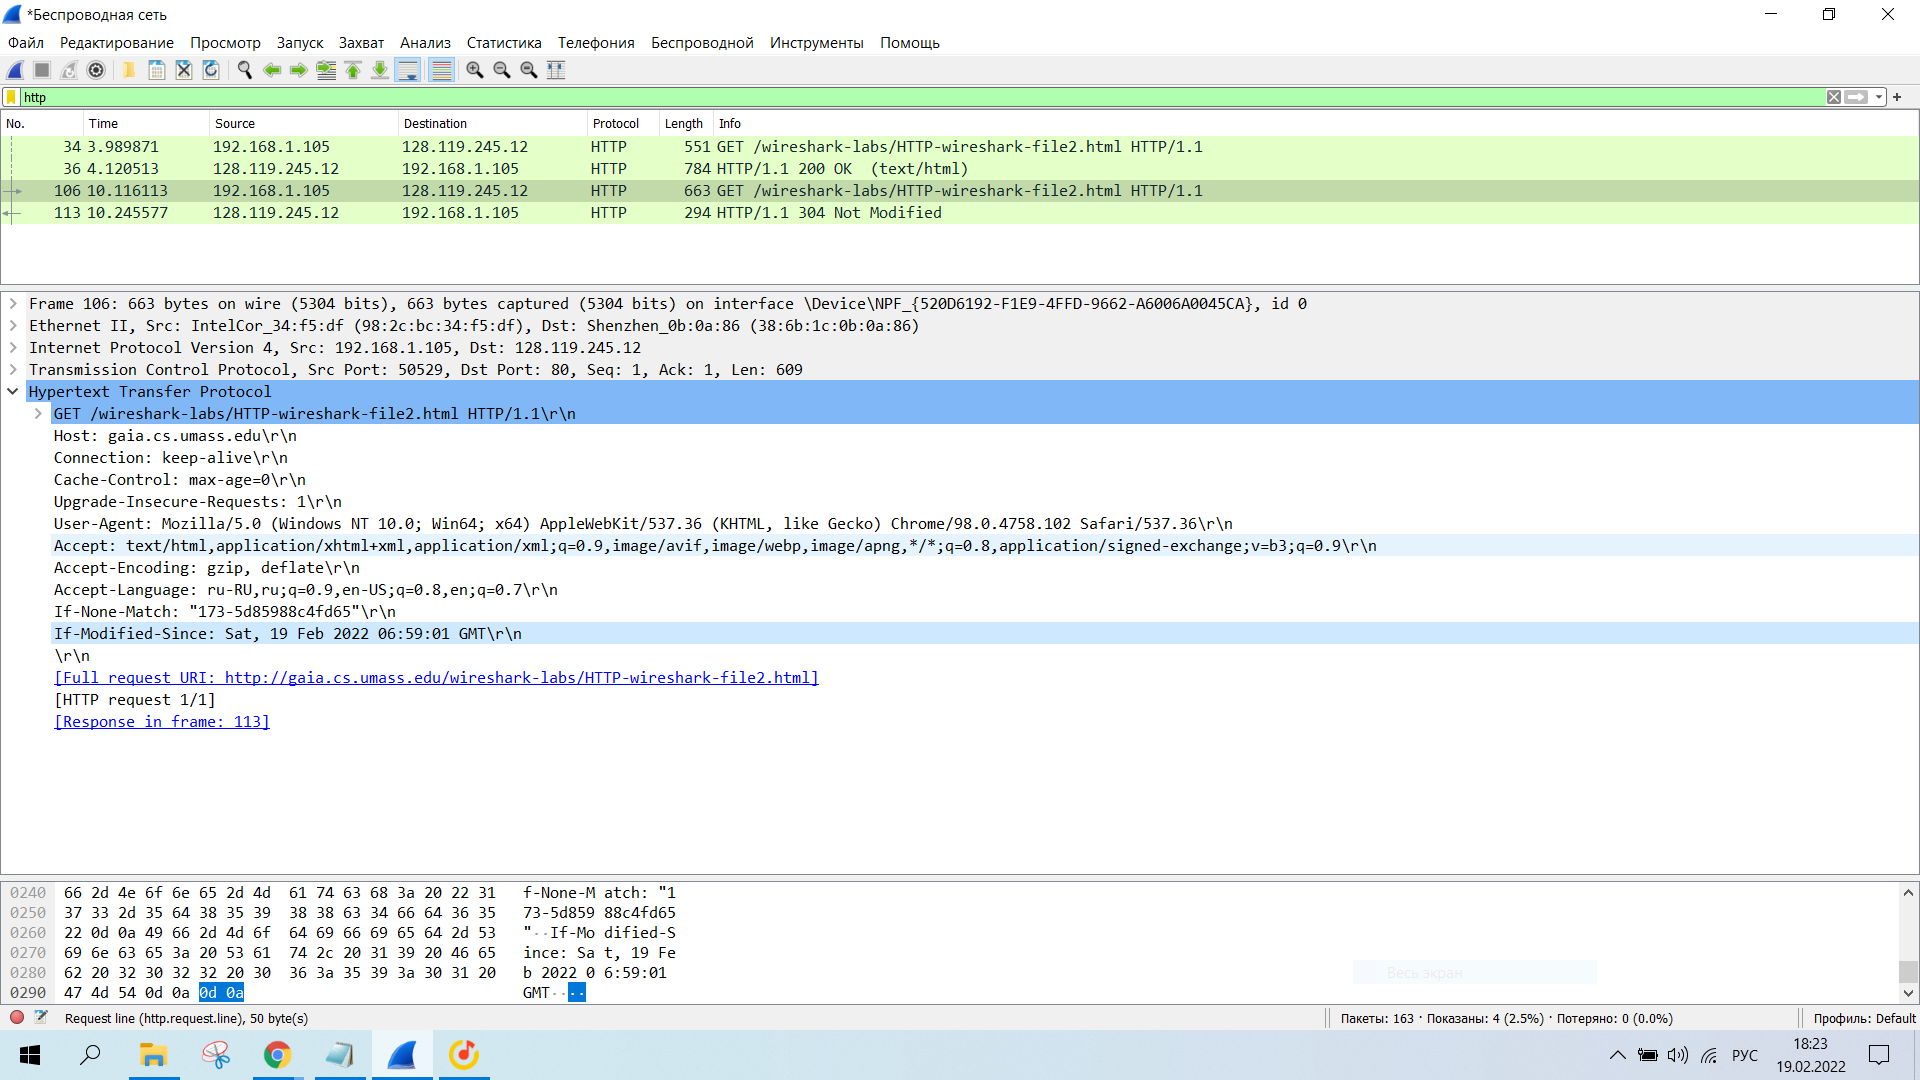 *Беспроводная сеть
Файл Редактирование Просмотр Запуск Захват Анализ Статистика Телефония Беспроводной Инструменты Помощь
http
No. Time Source Destination Protocol Length Info
34 3.989871 192.168.1.105 128.119.245.12 HTTP 551 GET /wireshark-labs/HTTP-wireshark-file2.html HTTP/1.1
36 4.120513 128.119.245.12 192.168.1.105 HTTP 784 HTTP/1.1 200 OK (text/html)
106 10.116113 192.168.1.105 128.119.245.12 HTTP 663 GET /wireshark-labs/HTTP-wireshark-file2.html HTTP/1.1
113 10.245577 128.119.245.12 192.168.1.105 HTTP 294 HTTP/1.1 304 Not Modified
Frame 106: 663 bytes on wire (5304 bits), 663 bytes captured (5304 bits) on interface \Device\NPF_{520D6192-F1E9-4FFD-9662-A6006A0045CA}, id 0
Ethernet II, Src: IntelCor_34:f5:df (98:2c:bc:34:f5:df), Dst: Shenzhen_0b:0a:86 (38:6b:1c:0b:0a:86)
Internet Protocol Version 4, Src: 192.168.1.105, Dst: 128.119.245.12
Transmission Control Protocol, Src Port: 50529, Dst Port: 80, Seq: 1, Ack: 1, Len: 609
Hypertext Transfer Protocol
GET /wireshark-labs/HTTP-wireshark-file2.html HTTP/1.1\r\n
Host: gaia.cs.umass.edu\r\n
Connection: keep-alive\r\n
Cache-Control: max-age=0\r\n
Upgrade-Insecure-Requests: 1\r\n
User-Agent: Mozilla/5.0 (Windows NT 10.0; Win64; x64) AppleWebKit/537.36 (KHTML, like Gecko) Chrome/98.0.4758.102 Safari/537.36\r\n
Accept: text/html,application/xhtml+xml,application/xml;q=0.9,image/avif,image/webp,image/apng,*/*;q=0.8,application/signed-exchange;v=b3;q=0.9\r\n
Accept-Encoding: gzip, deflate\r\n
Accept-Language: ru-RU,ru;q=0.9,en-US;q=0.8,en;q=0.7\r\n
If-None-Match: "173-5d85988c4fd65"\r\n
If-Modified-Since: Sat, 19 Feb 2022 06:59:01 GMT\r\n
\r\n
[Full request URI: http://gaia.cs.umass.edu/wireshark-labs/HTTP-wireshark-file2.html]
[HTTP request 1/1]
[Response in frame: 113]
0240 66 2d 4e 6f 6e 65 2d 4d 61 74 63 68 3a 20 22 31 f-None-M atch: "1
0250 37 33 2d 35 64 38 35 39 38 38 63 34 66 64 36 35 73-5d859 88c4fd65
0260 22 0d 0a 49 66 2d 4d 6f 64 69 66 69 65 64 2d 53 "··If-Mo dified-S
0270 69 6e 63 65 3a 20 53 61 74 2c 20 31 39 20 46 65 ince: Sa t, 19 Fe
0280 62 20 32 30 32 32 20 30 36 3a 35 39 3a 30 31 20 b 2022 0 6:59:01
0290 47 4d 54 0d 0a 0d 0a GMT····
Весь экран
Request line (http.request.line), 50 byte(s) Пакеты: 163 · Показаны: 4 (2.5%) · Потеряно: 0 (0.0%) Профиль: Default
РУС 18:23
19.02.2022